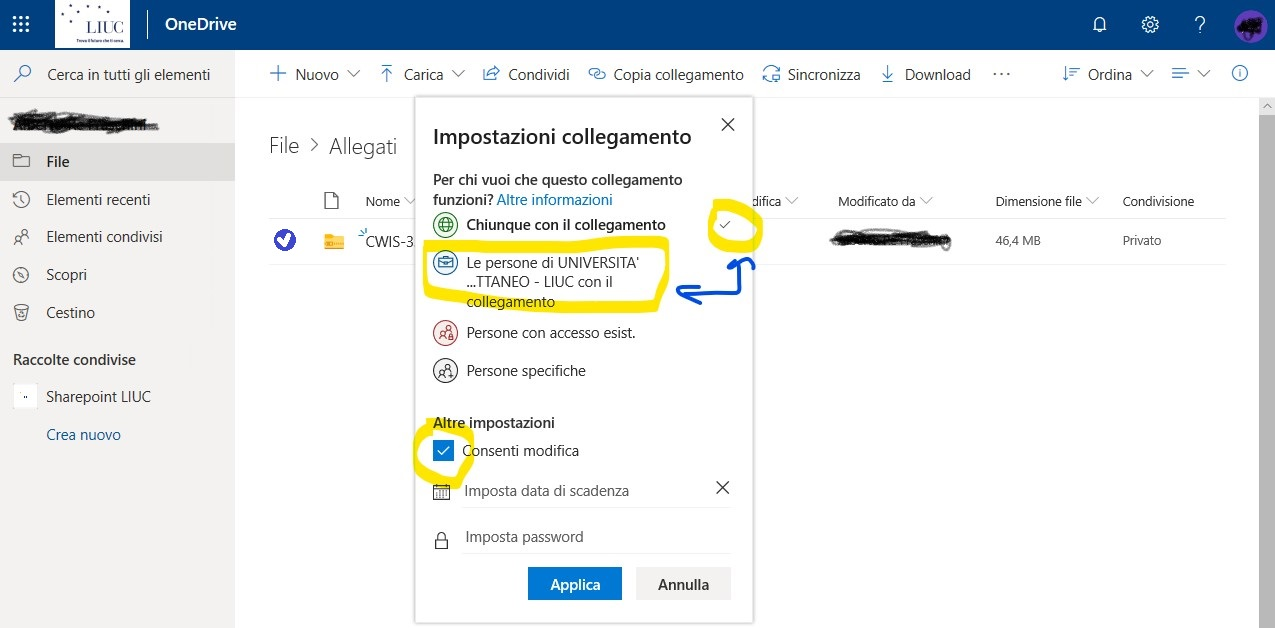 LIUC
OneDrive
?
Cerca in tutti gli elementi
Nuovo
Carica
Condividi
Copia collegamento
Sincronizza
Download
...
Ordina
File
Elementi recenti
Elementi condivisi
Scopri
Cestino
Raccolte condivise
Sharepoint LIUC
Crea nuovo
File > Allegati
Nome
difica
Modificato da
Dimensione file
Condivisione
CWIS-3
46,4 MB
Privato
Impostazioni collegamento
Per chi vuoi che questo collegamento
funzioni? Altre informazioni
Chiunque con il collegamento
Le persone di UNIVERSITA'
...TTANEO - LIUC con il
collegamento
Persone con accesso esist.
Persone specifiche
Altre impostazioni
Consenti modifica
Imposta data di scadenza
Imposta password
Applica
Annulla